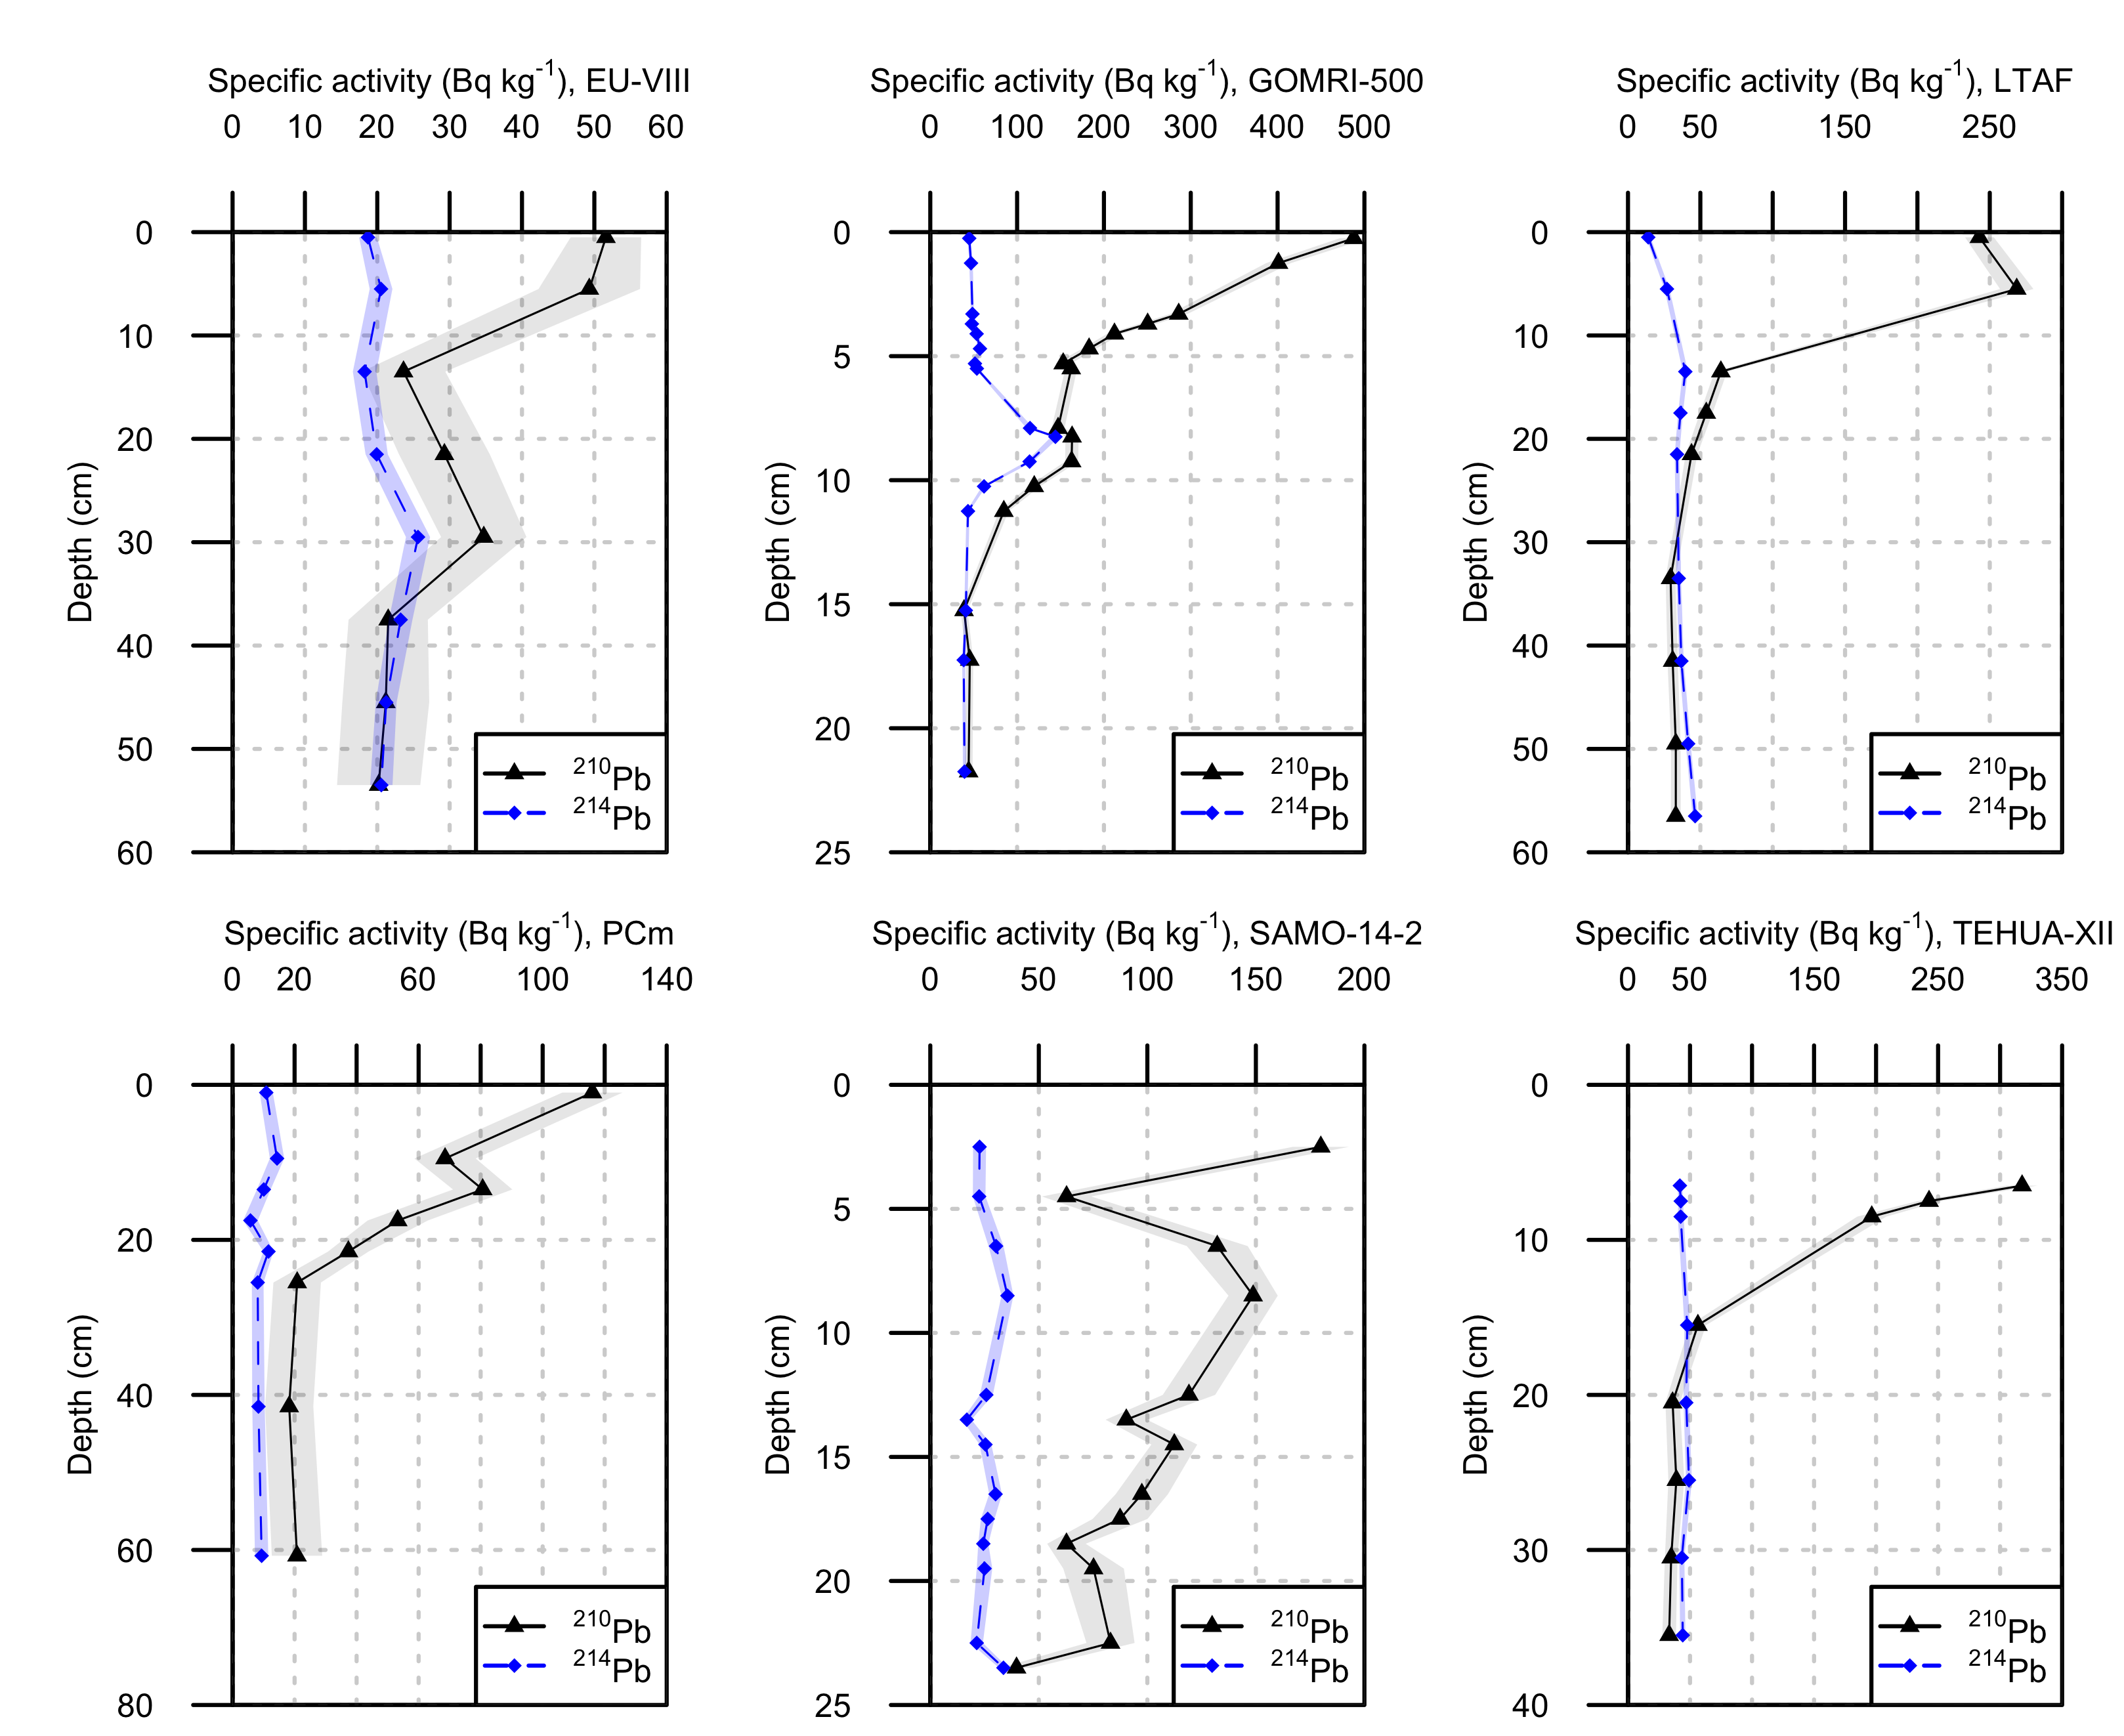 Specific activity (Bq kg⁻¹), EU-VIII
0 10 20 30 40 50 60
0
10
20
30
40
50
60
Depth (cm)
²¹⁰Pb
²¹⁴Pb
Specific activity (Bq kg⁻¹), GOMRI-500
0 100 200 300 400 500
0
5
10
15
20
25
Depth (cm)
²¹⁰Pb
²¹⁴Pb
Specific activity (Bq kg⁻¹), LTAF
0 50 150 250
0
10
20
30
40
50
60
Depth (cm)
²¹⁰Pb
²¹⁴Pb
Specific activity (Bq kg⁻¹), PCm
0 20 60 100 140
0
20
40
60
80
Depth (cm)
²¹⁰Pb
²¹⁴Pb
Specific activity (Bq kg⁻¹), SAMO-14-2
0 50 100 150 200
0
5
10
15
20
25
Depth (cm)
²¹⁰Pb
²¹⁴Pb
Specific activity (Bq kg⁻¹), TEHUA-XII
0 50 150 250 350
0
10
20
30
40
Depth (cm)
²¹⁰Pb
²¹⁴Pb